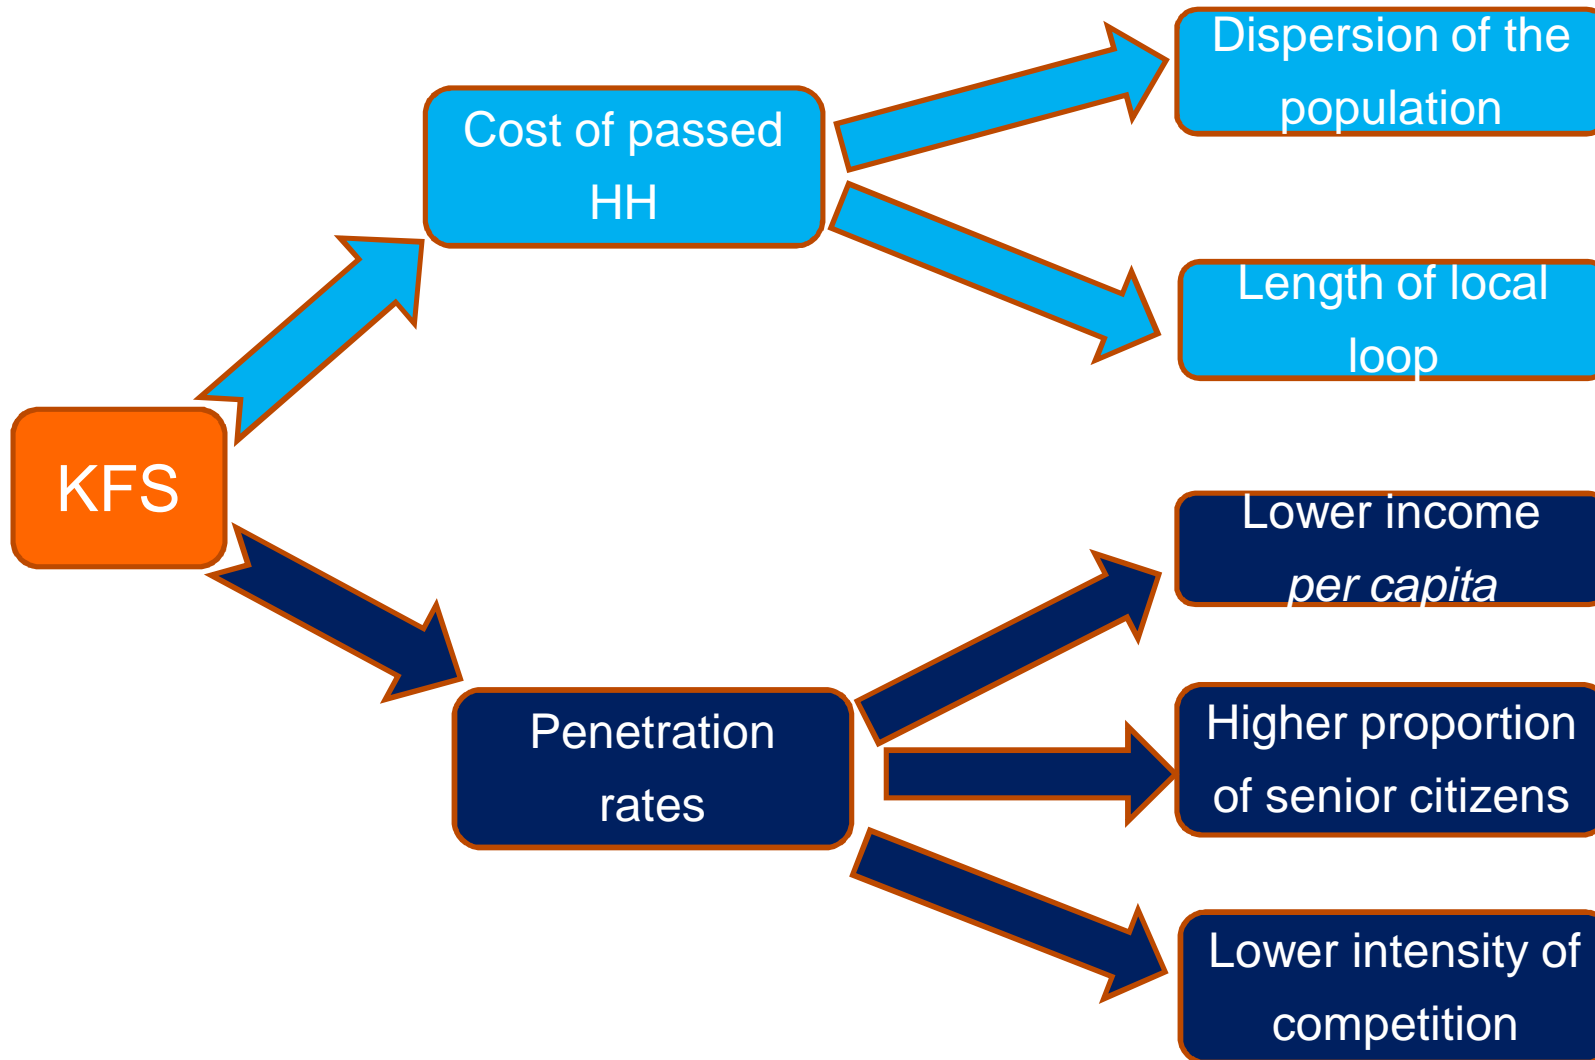 Dispersion of the
population
Cost of passed
HH
Length of local
loop
KFS
Lower income
per capita
Penetration
rates
Higher proportion
of senior citizens
Lower intensity of
competition